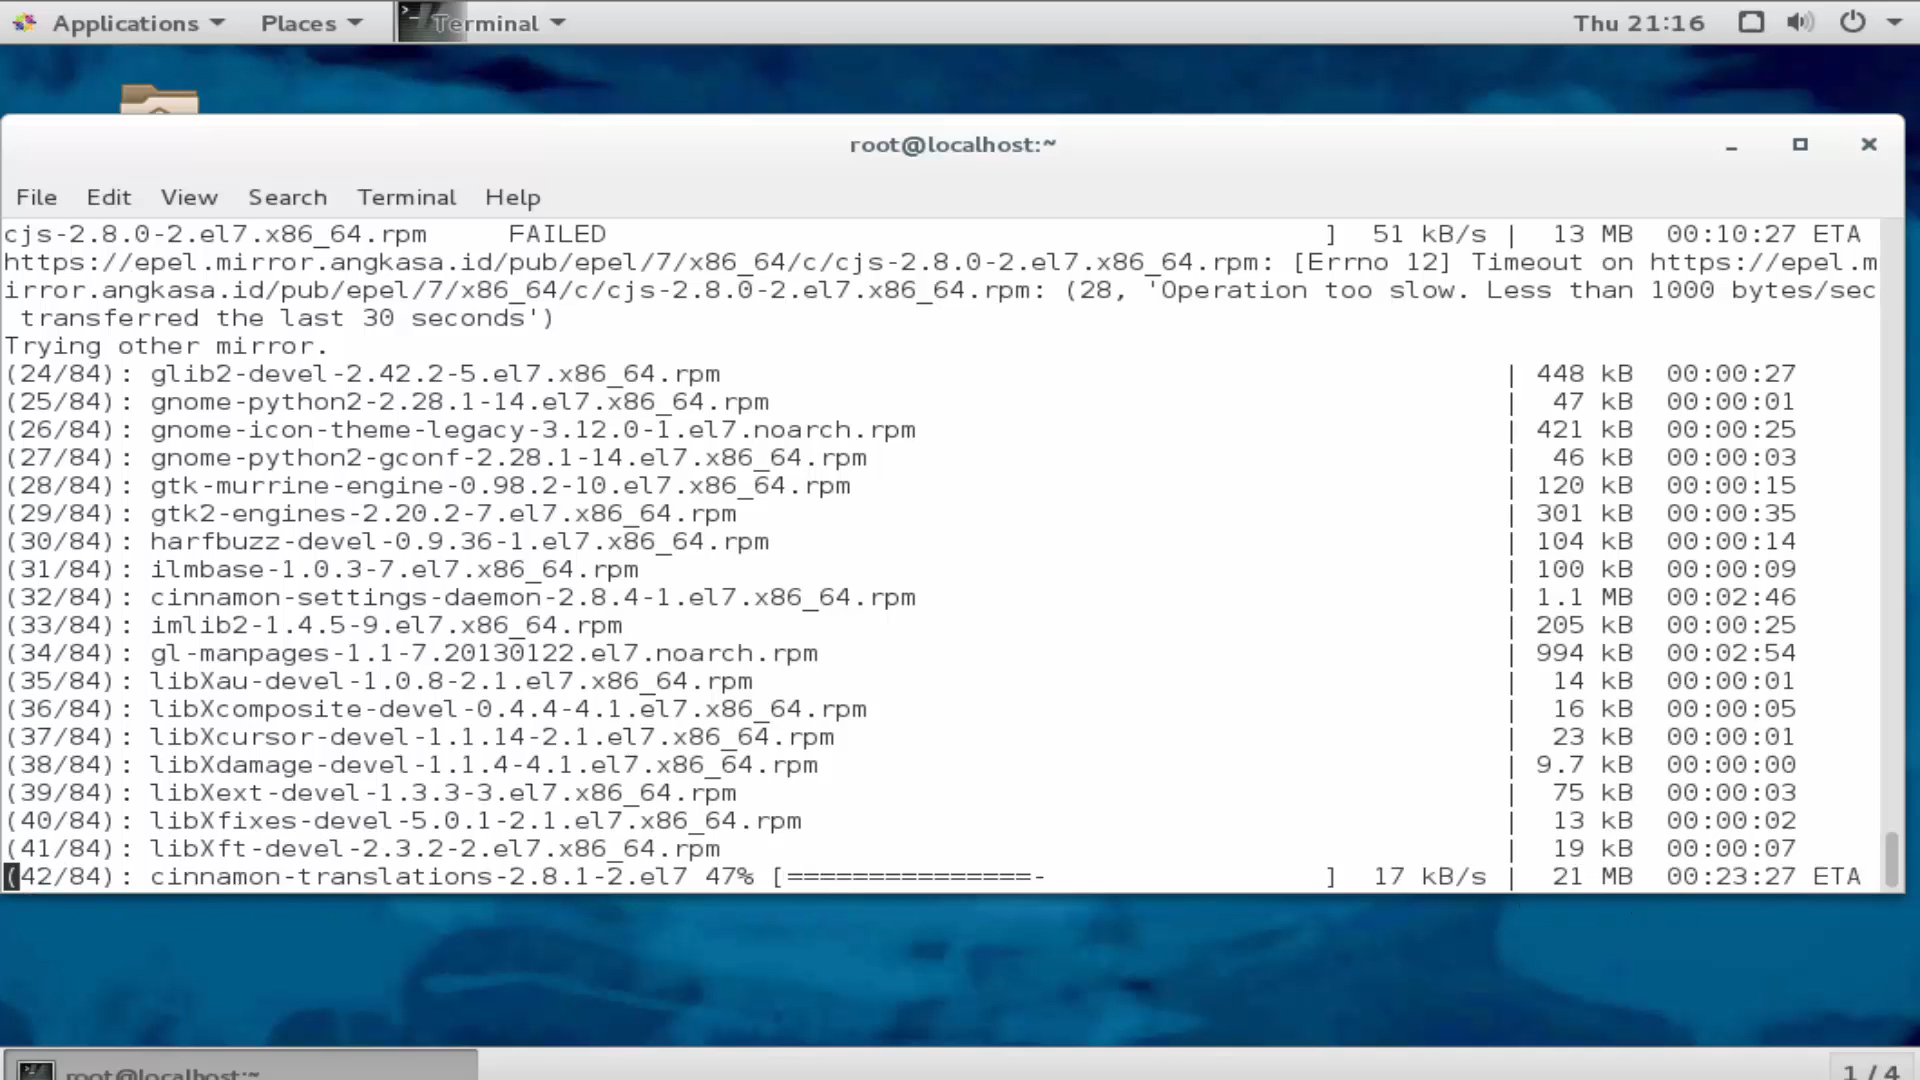 Applications Places Terminal Thu 21:16
root@localhost:~
File Edit View Search Terminal Help
cjs-2.8.0-2.el7.x86_64.rpm FAILED ] 51 kB/s | 13 MB 00:10:27 ETA
https://epel.mirror.angkasa.id/pub/epel/7/x86_64/c/cjs-2.8.0-2.el7.x86_64.rpm: [Errno 12] Timeout on https://epel.m
irror.angkasa.id/pub/epel/7/x86_64/c/cjs-2.8.0-2.el7.x86_64.rpm: (28, 'Operation too slow. Less than 1000 bytes/sec
transferred the last 30 seconds')
Trying other mirror.
(24/84): glib2-devel-2.42.2-5.el7.x86_64.rpm | 448 kB 00:00:27
(25/84): gnome-python2-2.28.1-14.el7.x86_64.rpm | 47 kB 00:00:01
(26/84): gnome-icon-theme-legacy-3.12.0-1.el7.noarch.rpm | 421 kB 00:00:25
(27/84): gnome-python2-gconf-2.28.1-14.el7.x86_64.rpm | 46 kB 00:00:03
(28/84): gtk-murrine-engine-0.98.2-10.el7.x86_64.rpm | 120 kB 00:00:15
(29/84): gtk2-engines-2.20.2-7.el7.x86_64.rpm | 301 kB 00:00:35
(30/84): harfbuzz-devel-0.9.36-1.el7.x86_64.rpm | 104 kB 00:00:14
(31/84): ilmbase-1.0.3-7.el7.x86_64.rpm | 100 kB 00:00:09
(32/84): cinnamon-settings-daemon-2.8.4-1.el7.x86_64.rpm | 1.1 MB 00:02:46
(33/84): imlib2-1.4.5-9.el7.x86_64.rpm | 205 kB 00:00:25
(34/84): gl-manpages-1.1-7.20130122.el7.noarch.rpm | 994 kB 00:02:54
(35/84): libXau-devel-1.0.8-2.1.el7.x86_64.rpm | 14 kB 00:00:01
(36/84): libXcomposite-devel-0.4.4-4.1.el7.x86_64.rpm | 16 kB 00:00:05
(37/84): libXcursor-devel-1.1.14-2.1.el7.x86_64.rpm | 23 kB 00:00:01
(38/84): libXdamage-devel-1.1.4-4.1.el7.x86_64.rpm | 9.7 kB 00:00:00
(39/84): libXext-devel-1.3.3-3.el7.x86_64.rpm | 75 kB 00:00:03
(40/84): libXfixes-devel-5.0.1-2.1.el7.x86_64.rpm | 13 kB 00:00:02
(41/84): libXft-devel-2.3.2-2.el7.x86_64.rpm | 19 kB 00:00:07
(42/84): cinnamon-translations-2.8.1-2.el7 47% [===============- ] 17 kB/s | 21 MB 00:23:27 ETA
root@localhost:~ 1 / 4